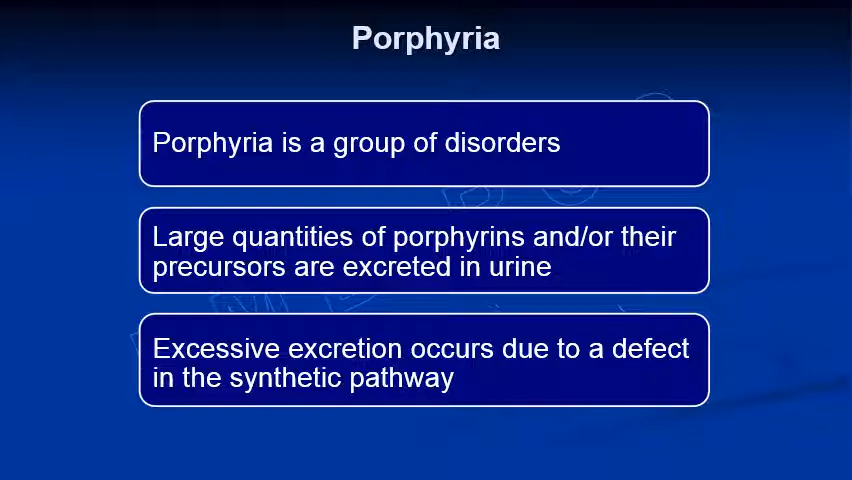 Porphyria
Porphyria is a group of disorders
Large quantities of porphyrins and/or their
precursors are excreted in urine
Excessive excretion occurs due to a defect
in the synthetic pathway